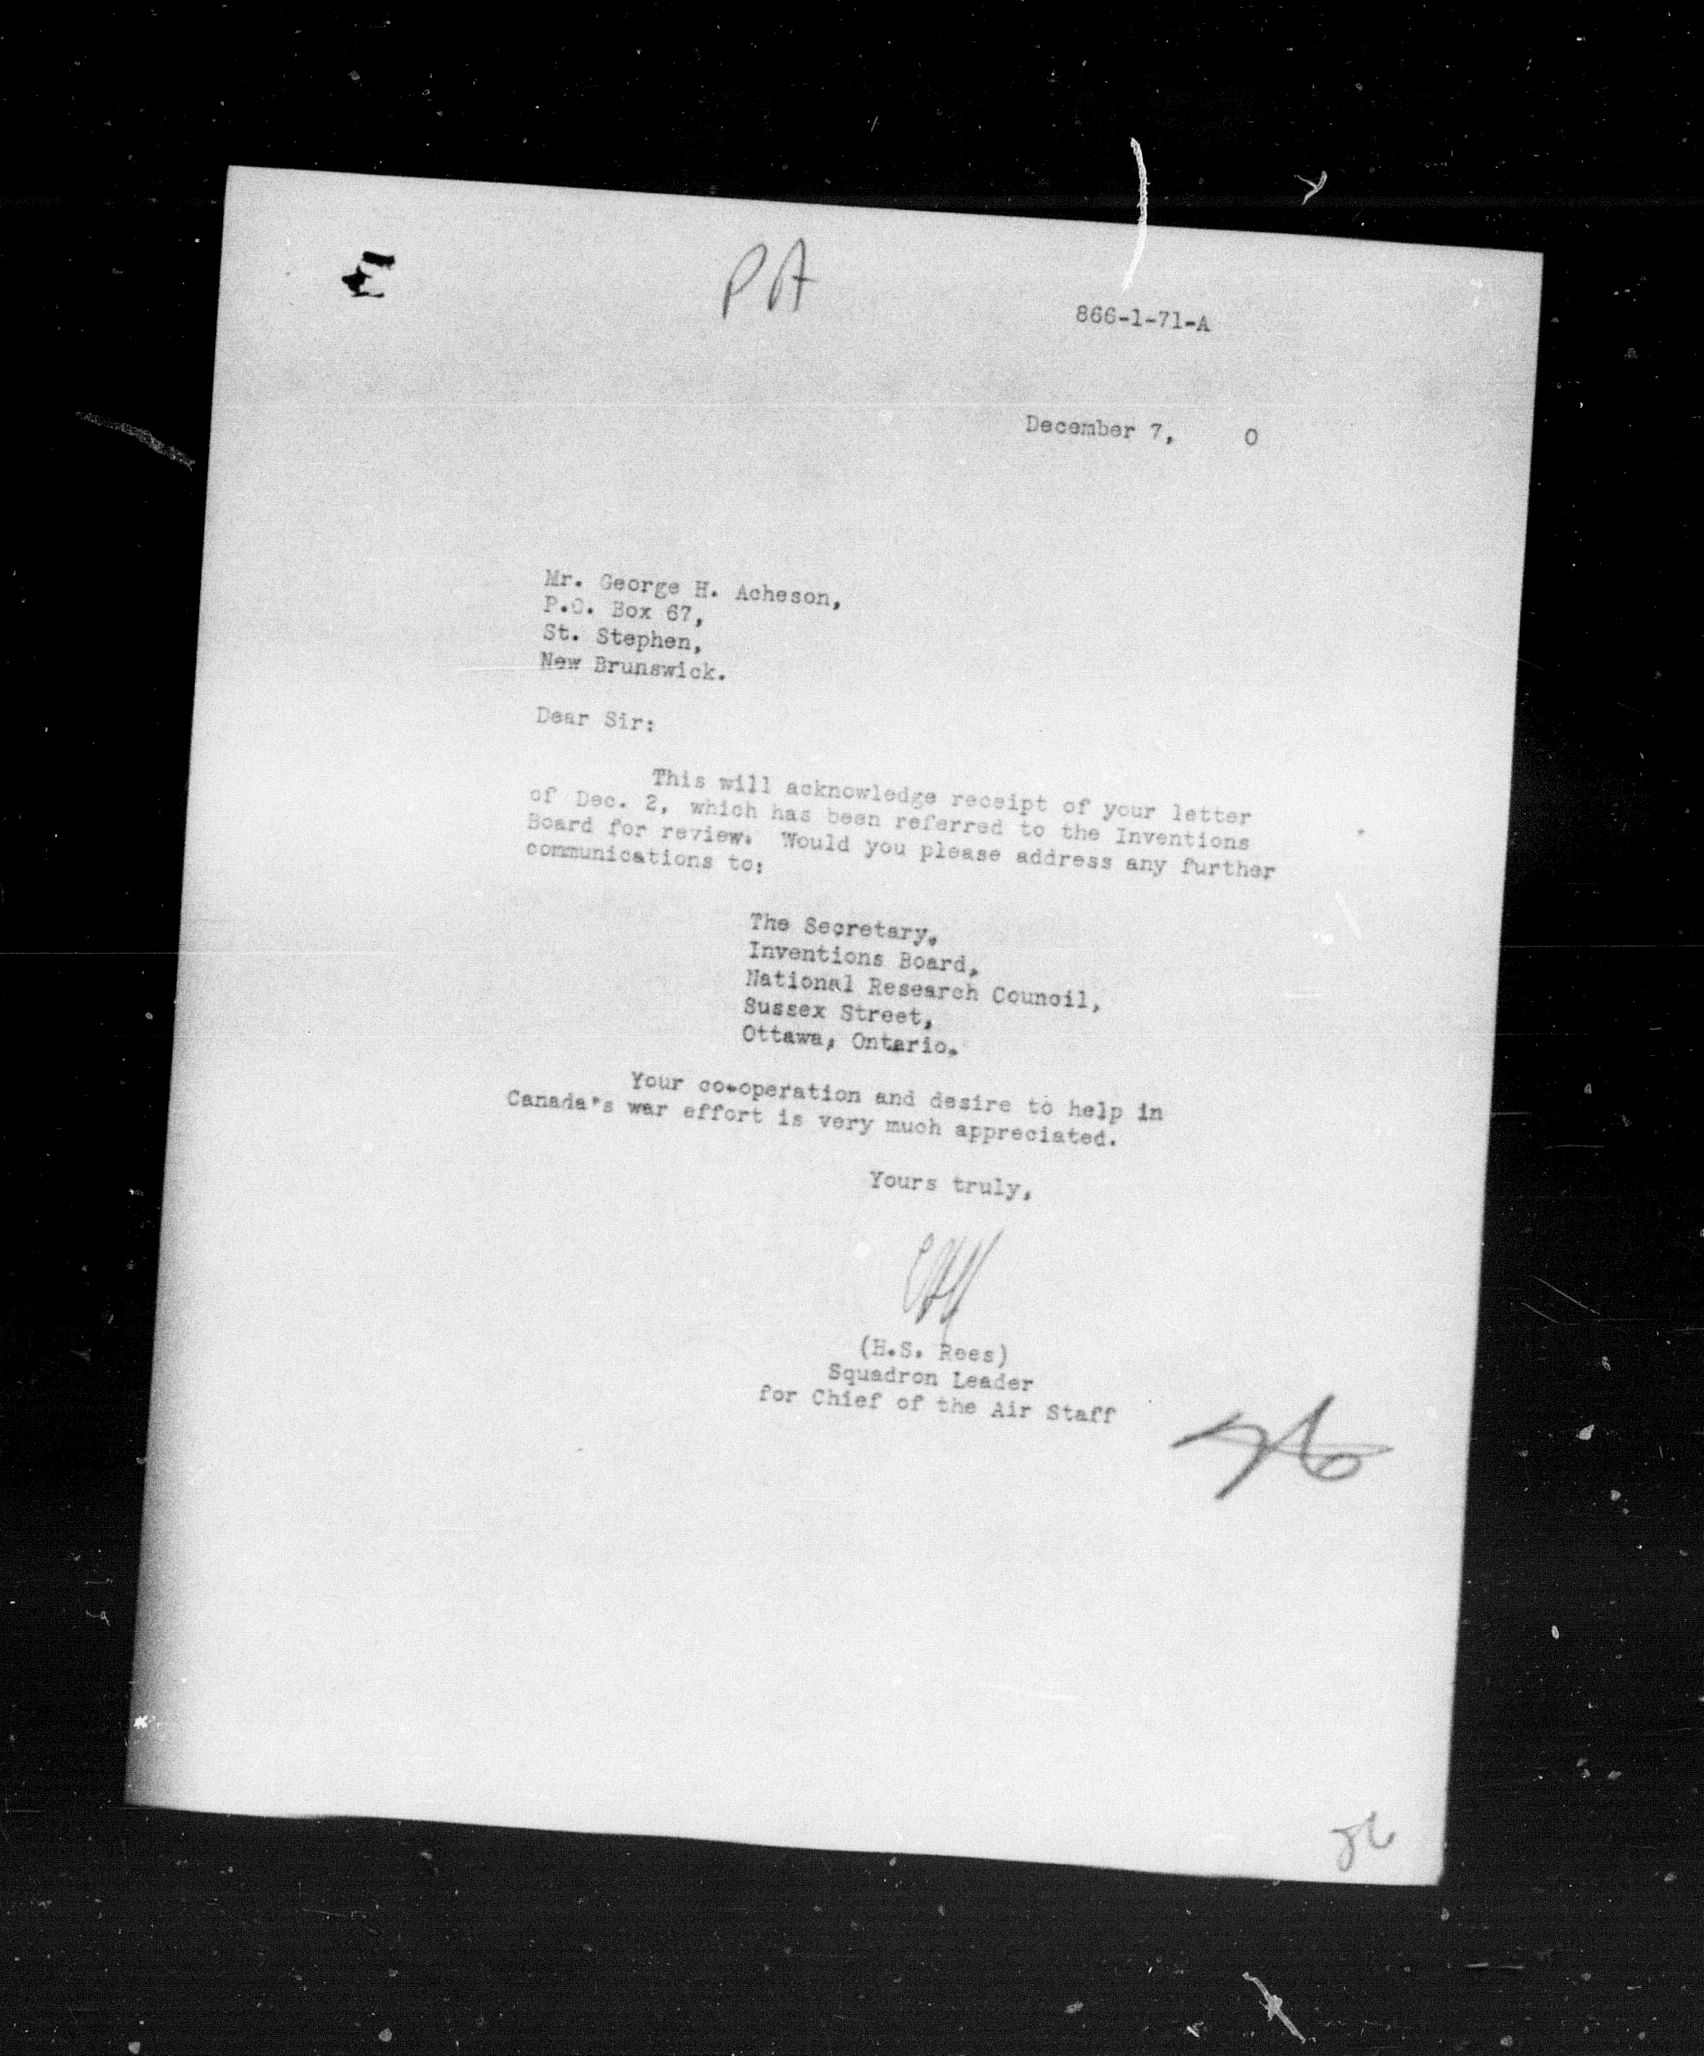 PA
866-1-71-A
December 7, 0
Mr. George H. Acheson,
P.O. Box 67,
St. Stephen,
New Brunswick.
Dear Sir:
This will acknowledge receipt of your letter
of Dec. 2, which has been referred to the Inventions
Board for review. Would you please address any further
communications to:
The Secretary,
Inventions Board,
National Research Council,
Sussex Street,
Ottawa, Ontario.
Your co-operation and desire to help in
Canada's war effort is very much appreciated.
Yours truly,
(H.S. Rees)
Squadron Leader
for Chief of the Air Staff